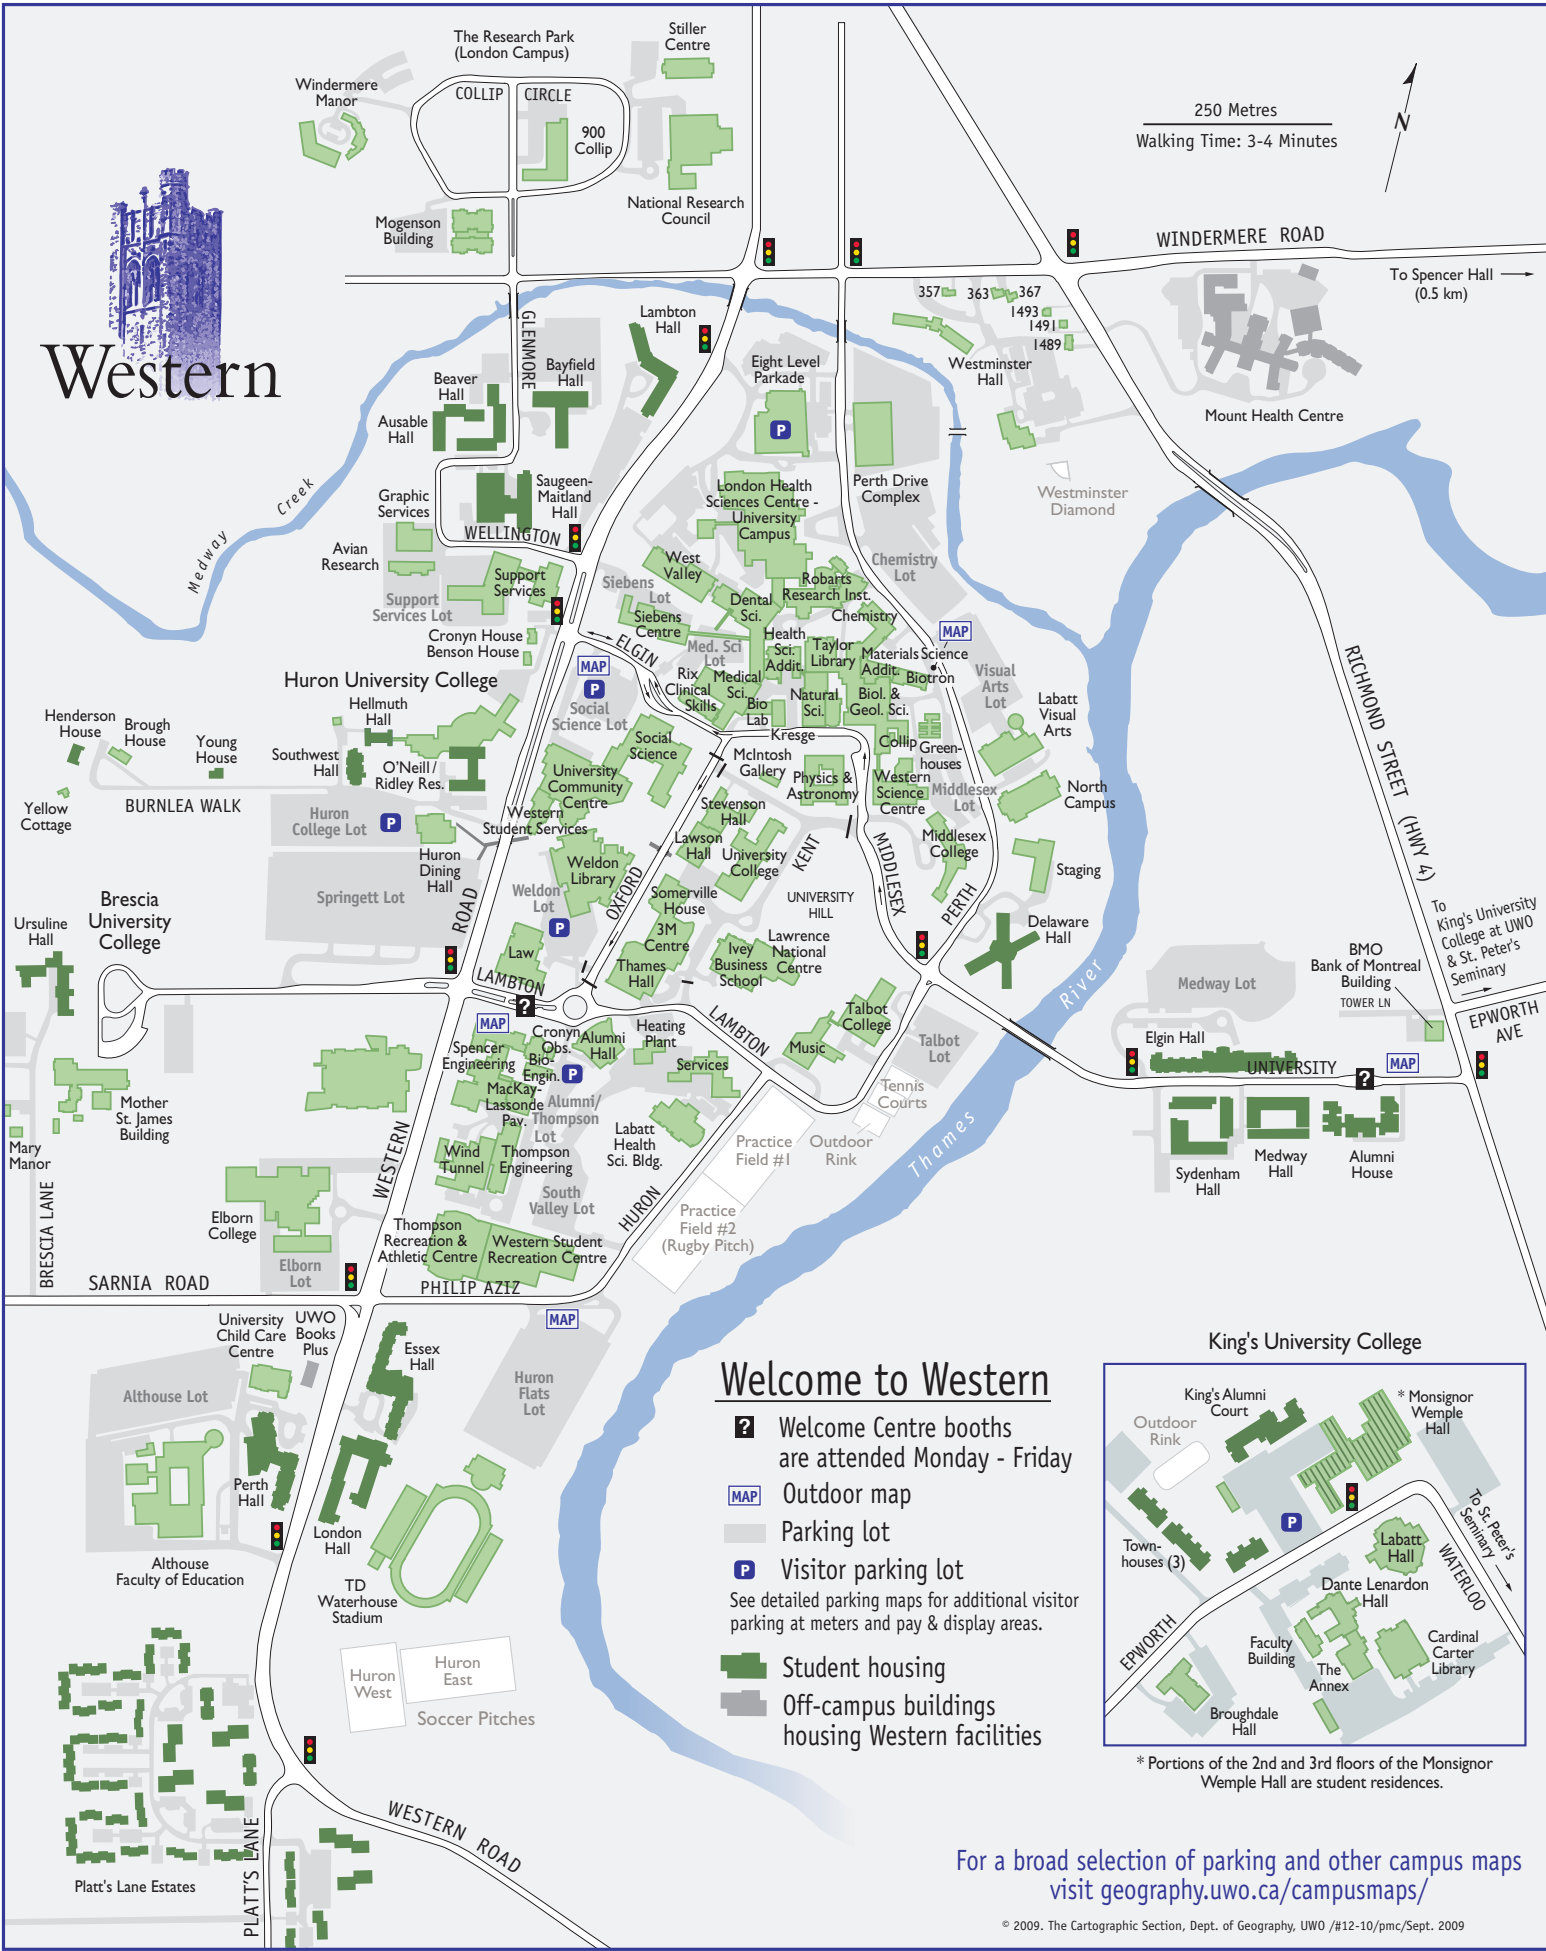 The Research Park
(London Campus)
Stiller
Centre
Windermere
Manor
COLLIP
CIRCLE
900
Collip
National Research
Council
Mogenson
Building
250 Metres
Walking Time: 3-4 Minutes
N
WINDERMERE ROAD
To Spencer Hall
(0.5 km)
Western
GLENMORE
Lambton
Hall
357
363
367
1493
1491
1489
Westminster
Hall
Mount Health Centre
Bayfield
Hall
Beaver
Hall
Ausable
Hall
Eight Level
Parkade
P
Perth Drive
Complex
Westminster
Diamond
Medway
Creek
Graphic
Services
Saugeen-
Maitland
Hall
WELLINGTON
London Health
Sciences Centre -
University
Campus
Avian
Research
Support
Services
Support
Services Lot
West
Valley
Siebens
Lot
Siebens
Centre
Dental
Sci.
Robarts
Research Inst.
Chemistry
Chemistry
Lot
Cronyn House
Benson House
ELGIN
Med. Sci
Lot
Health
Sci.
Addit.
Taylor
Library
Materials Science
Addit.
Biotron
MAP
Visual
Arts
Lot
Huron University College
MAP
P
Social
Science Lot
Rix
Clinical
Skills
Medical
Sci.
Bio
Lab
Natural
Sci.
Biol. &
Geol. Sci.
Labatt
Visual
Arts
Hellmuth
Hall
Henderson
House
Brough
House
Young
House
Southwest
Hall
O'Neill/
Ridley Res.
Social
Science
Kresge
Collip
Green-
houses
McIntosh
Gallery
Physics &
Astronomy
Western
Science
Centre
Middlesex
Lot
North
Campus
Yellow
Cottage
BURNLEA WALK
Huron
College Lot
P
University
Community
Centre
Western
Student Services
Stevenson
Hall
Lawson
Hall
University
College
KENT
MIDDLESEX
Middlesex
College
Staging
RICHMOND STREET (HWY 4)
Huron
Dining
Hall
Weldon
Library
Weldon
Lot
P
OXFORD
Somerville
House
UNIVERSITY
HILL
PERTH
Springett Lot
ROAD
Brescia
University
College
Ursuline
Hall
Law
3M
Centre
Thames
Hall
Ivey
Business
School
Lawrence
National
Centre
Delaware
Hall
To
King's University
College at UWO
& St. Peter's
Seminary
BMO
Bank of Montreal
Building
TOWER LN
Medway Lot
EPWORTH
AVE
LAMBTON
?
MAP
LAMBTON
River
Spencer
Engineering
Cronyn
Obs.
Bio-
Engin.
Alumni
Hall
P
Heating
Plant
Services
Talbot
College
Music
Talbot
Lot
Elgin Hall
UNIVERSITY
?
MAP
Mother
St. James
Building
Mary
Manor
MacKay-
Lassonde
Pav.
Alumni/
Thompson
Lot
Labatt
Health
Sci. Bldg.
Tennis
Courts
Outdoor
Rink
Practice
Field #1
Thames
Sydenham
Hall
Medway
Hall
Alumni
House
Wind
Tunnel
Thompson
Engineering
WESTERN
South
Valley Lot
HURON
Practice
Field #2
(Rugby Pitch)
BRESCIA LANE
Elborn
College
Elborn
Lot
Thompson
Recreation &
Athletic Centre
Western Student
Recreation Centre
SARNIA ROAD
PHILIP AZIZ
MAP
University
Child Care
Centre
UWO
Books
Plus
Essex
Hall
Huron
Flats
Lot
Althouse Lot
Perth
Hall
London
Hall
Althouse
Faculty of Education
TD
Waterhouse
Stadium
Huron
West
Huron
East
Soccer Pitches
Platt's Lane Estates
PLATT'S LANE
WESTERN ROAD
Welcome to Western
? Welcome Centre booths
are attended Monday - Friday
MAP Outdoor map
Parking lot
P Visitor parking lot
See detailed parking maps for additional visitor
parking at meters and pay & display areas.
Student housing
Off-campus buildings
housing Western facilities
King's University College
King's Alumni
Court
* Monsignor
Wemple
Hall
Outdoor
Rink
P
Town-
houses (3)
To St. Peter's
Seminary
Labatt
Hall
WATERLOO
Dante Lenardon
Hall
EPWORTH
Faculty
Building
The
Annex
Cardinal
Carter
Library
Broughdale
Hall
* Portions of the 2nd and 3rd floors of the Monsignor
Wemple Hall are student residences.
For a broad selection of parking and other campus maps
visit geography.uwo.ca/campusmaps/
© 2009. The Cartographic Section, Dept. of Geography, UWO /#12-10/pmc/Sept. 2009